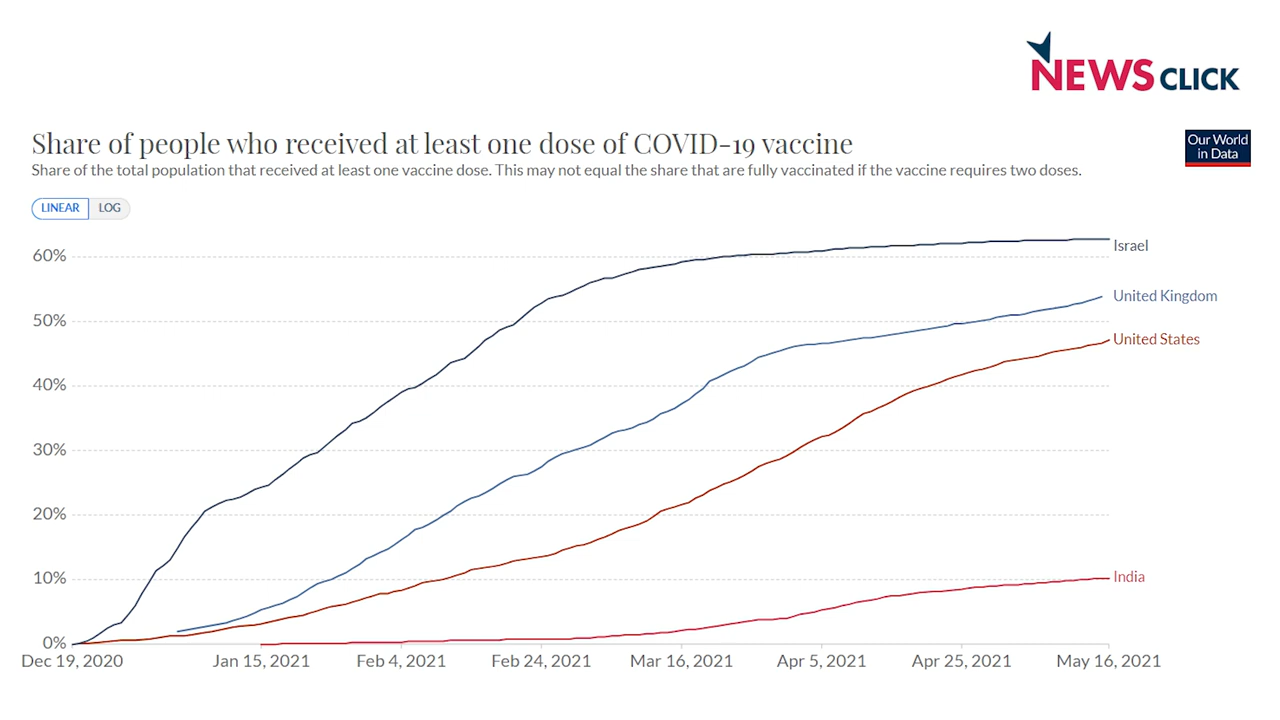 NEWSCLICK
Share of people who received at least one dose of COVID-19 vaccine
Our World
in Data
Share of the total population that received at least one vaccine dose. This may not equal the share that are fully vaccinated if the vaccine requires two doses.
LINEAR LOG
60%
Israel
50%
United Kingdom
United States
40%
30%
20%
10%
India
0%
Dec 19, 2020 Jan 15, 2021 Feb 4, 2021 Feb 24, 2021 Mar 16, 2021 Apr 5, 2021 Apr 25, 2021 May 16, 2021